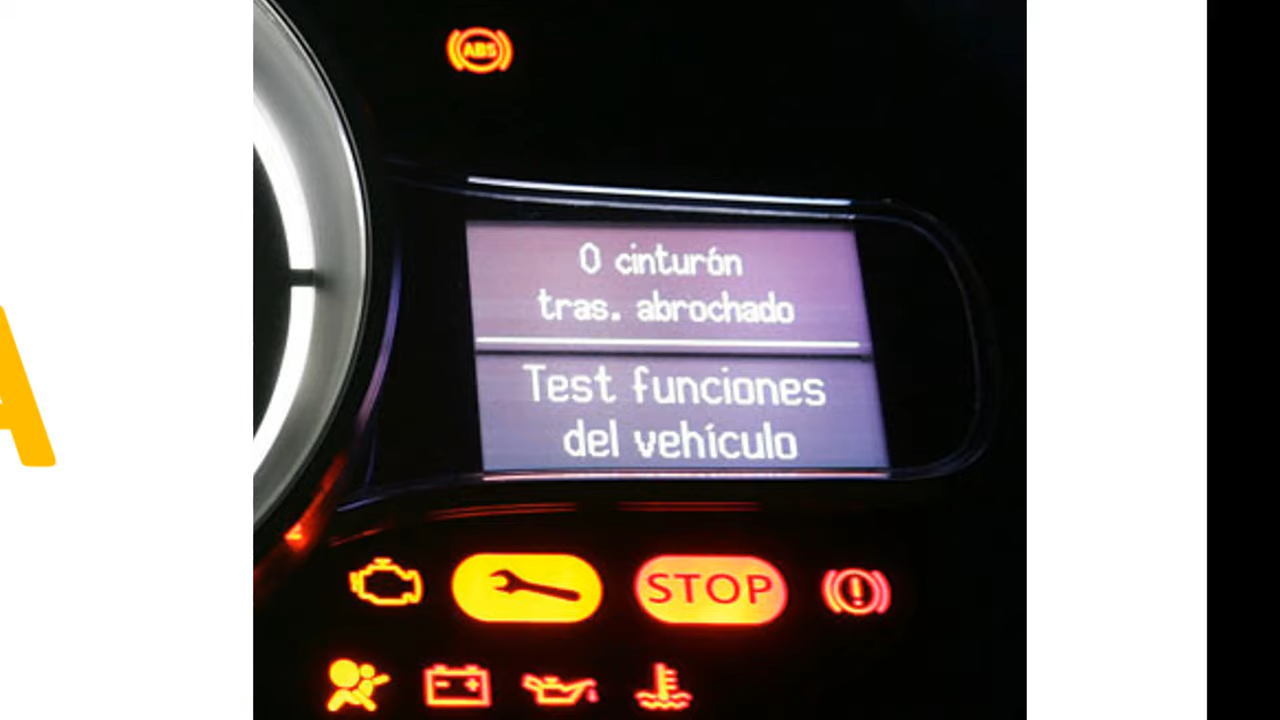 ABS
0 cinturón
tras. abrochado
Test funciones
del vehículo
STOP
A